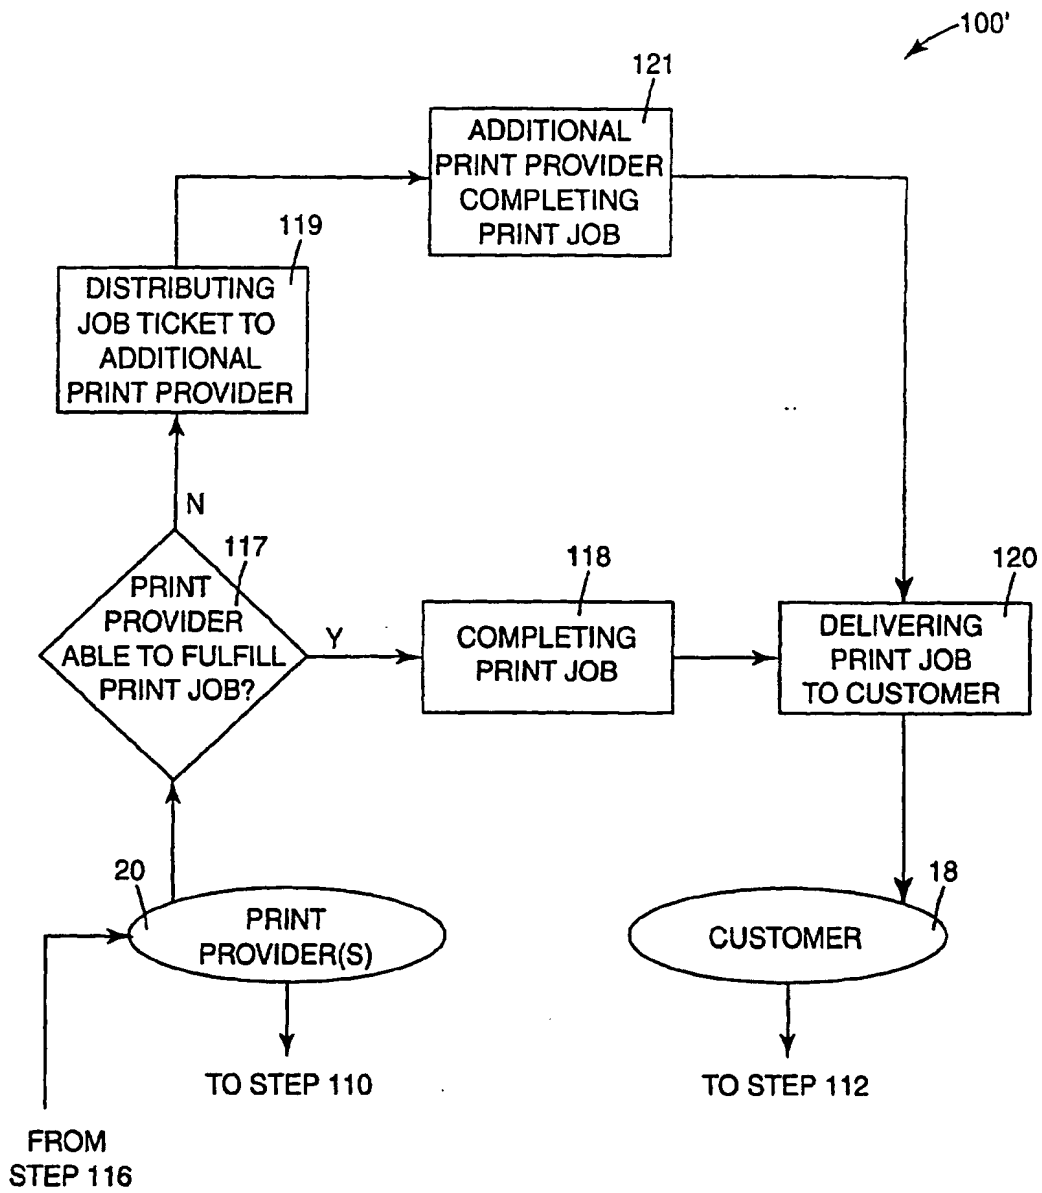 100'
121
ADDITIONAL
PRINT PROVIDER
COMPLETING
PRINT JOB
119
DISTRIBUTING
JOB TICKET TO
ADDITIONAL
PRINT PROVIDER
N
117
PRINT
PROVIDER
ABLE TO FULFILL
PRINT JOB?
Y
118
COMPLETING
PRINT JOB
120
DELIVERING
PRINT JOB
TO CUSTOMER
20
PRINT
PROVIDER(S)
18
CUSTOMER
TO STEP 110
TO STEP 112
FROM
STEP 116